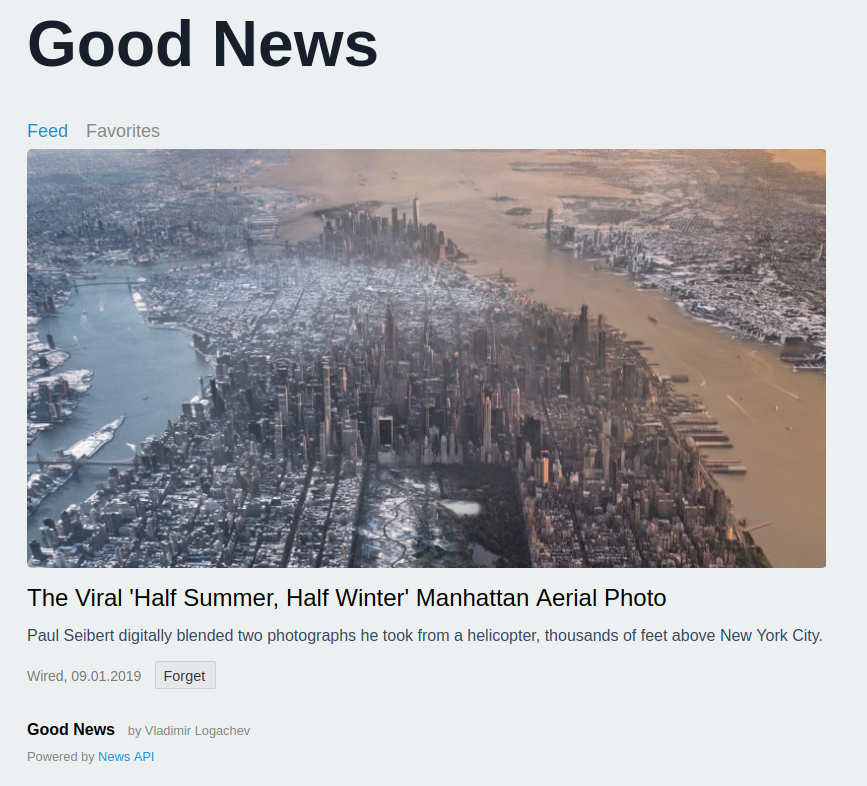 Good News
Feed Favorites
The Viral 'Half Summer, Half Winter' Manhattan Aerial Photo
Paul Seibert digitally blended two photographs he took from a helicopter, thousands of feet above New York City.
Wired, 09.01.2019 Forget
Good News by Vladimir Logachev
Powered by News API